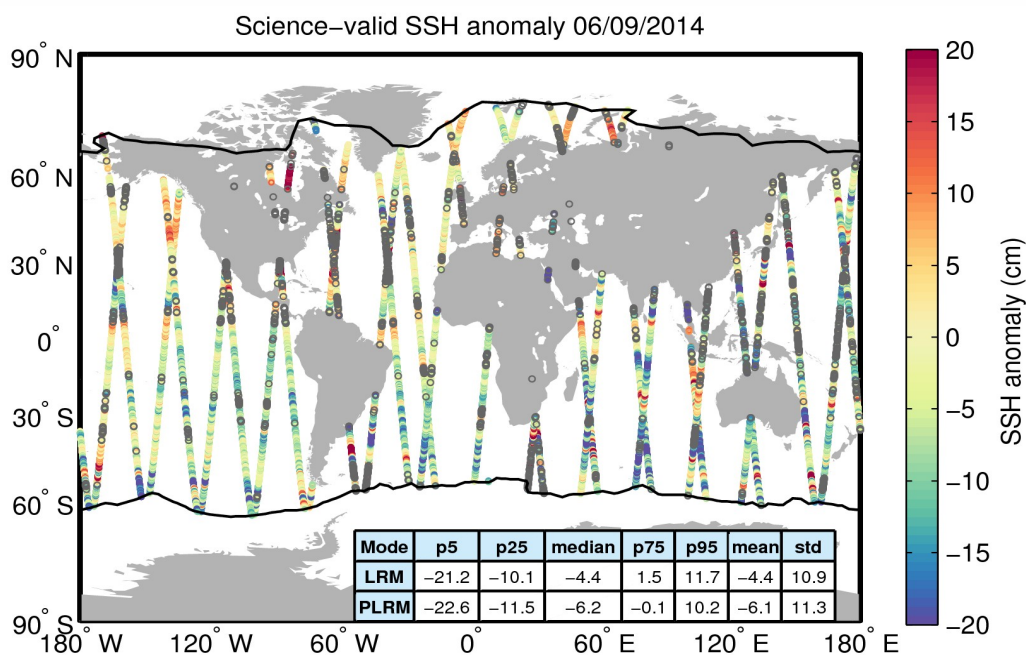 Science−valid SSH anomaly 06/09/2014
90° N
60° N
30° N
0°
30° S
60° S
90° S
180° W
120° W
60° W
0°
60° E
120° E
180° E
20
15
10
5
0
−5
−10
−15
−20
SSH anomaly (cm)
Mode p5 p25 median p75 p95 mean std
LRM −21.2 −10.1 −4.4 1.5 11.7 −4.4 10.9
PLRM −22.6 −11.5 −6.2 −0.1 10.2 −6.1 11.3